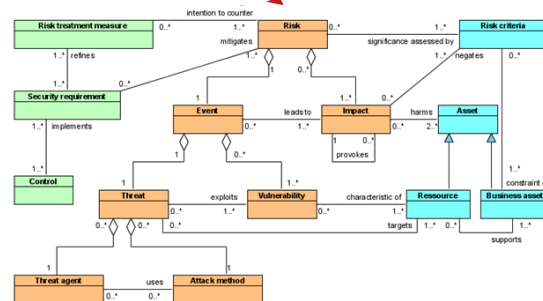 intention to counter
Risk treatment measure 0..* 1..* Risk 1..* Risk criteria
mitigates significance assessed by
1..* refines 1..* 0..* 1..* negates 0..*
1..* 0..* 1 0..*
Security requirement
1..* implements 1 1..* 0..*
Event leads to Impact harms Asset
0..* 1..* 0..* 2..*
1 0..* 1 0..*
1..* provokes
Control 1 1..* 1..*
constraint
Threat exploits Vulnerability characteristic of Ressource Business asset
0..* 1..* 0..* 1..*
0..* 0..* 0..* targets 1..* 0..* 1..*
supports
1 1
Threat agent uses Attack method
0..* 0..*